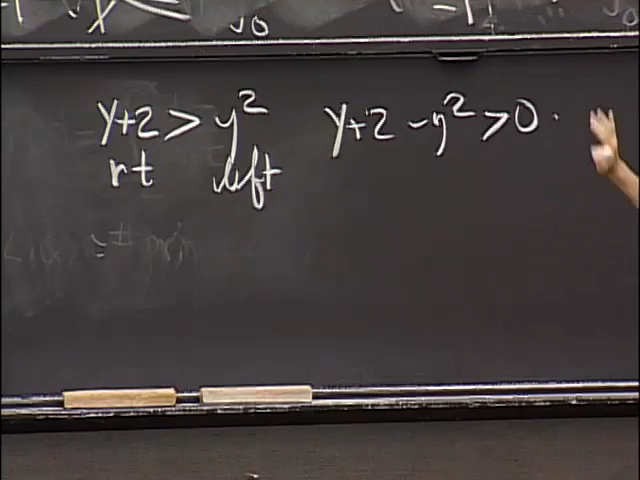 y+2 > y² y+2 - y² > 0
rt left